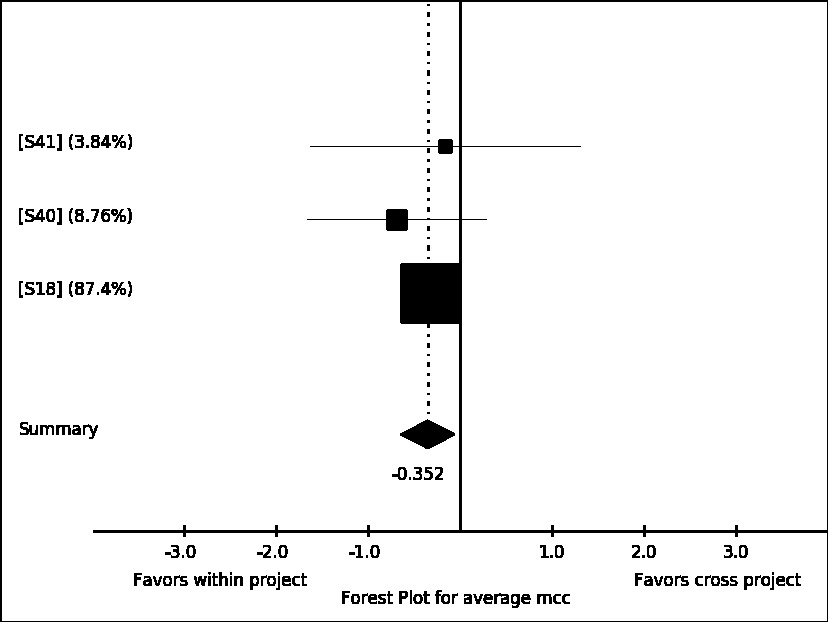 [S41] (3.84%)
[S40] (8.76%)
[S18] (87.4%)
Summary
-0.352
-3.0 -2.0 -1.0 1.0 2.0 3.0
Favors within project Favors cross project
Forest Plot for average mcc